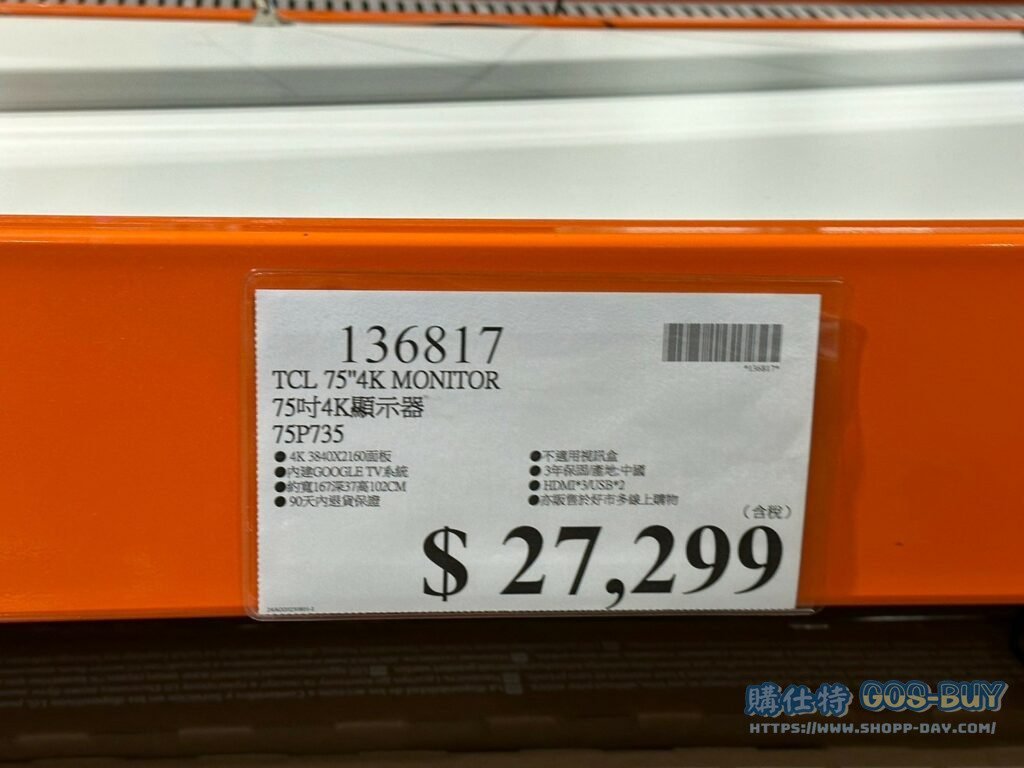 136817
*136817*
TCL 75"4K MONITOR
75吋4K顯示器
75P735
●4K 3840X2160面板
●內建GOOGLE TV系統
●約寬167深37高102CM
●90天內退貨保證
●不適用視訊盒
●3年保固/產地:中國
●HDMI*3/USB*2
●亦販售於好市多線上購物
(含稅)
$ 27,299
購仕特 GOS-BUY
HTTPS://WWW.SHOPP-DAY.COM/